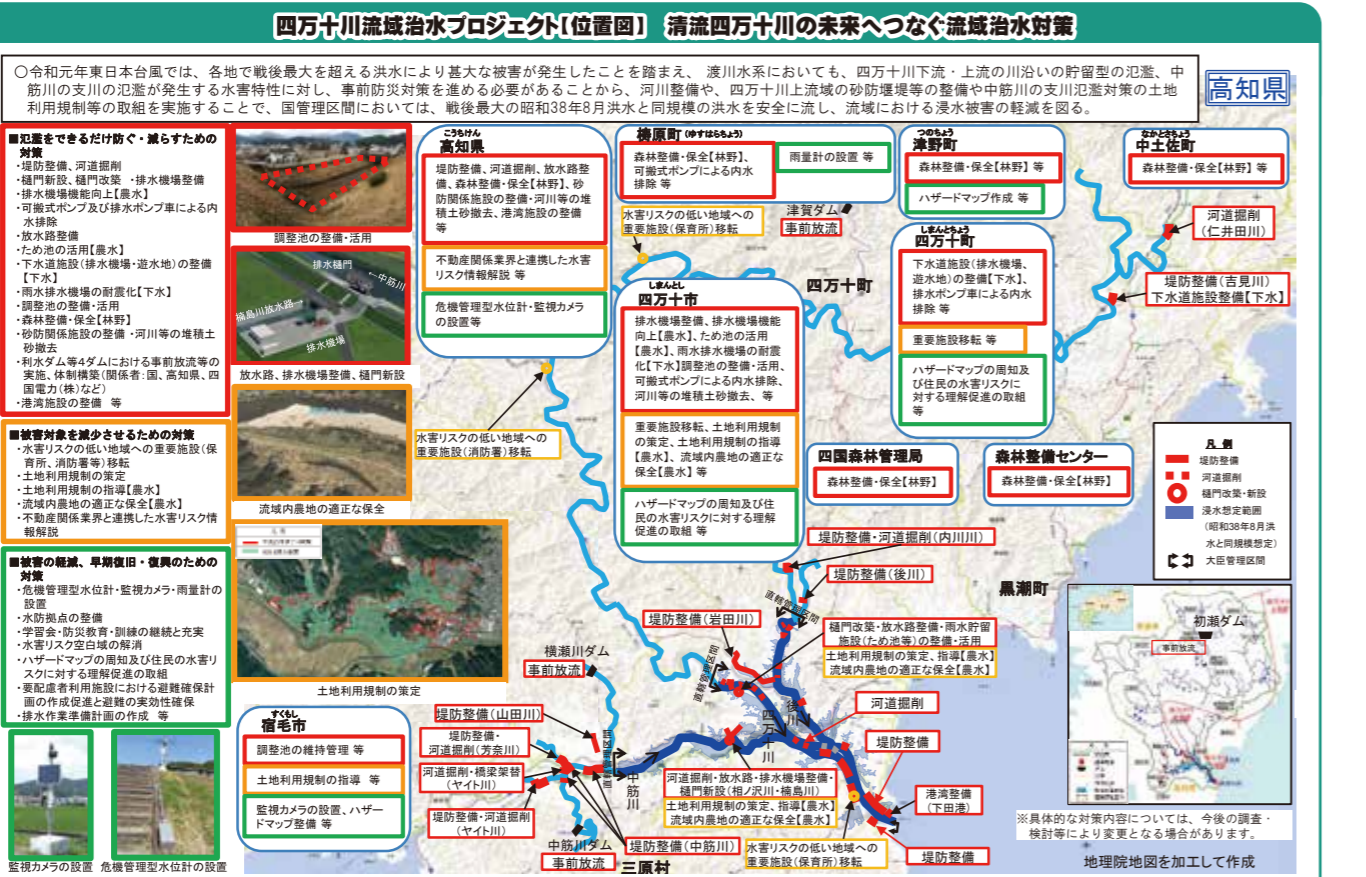 四万十川流域治水プロジェクト【位置図】 清流四万十川の未来へつなぐ流域治水対策
○令和元年東日本台風では、各地で戦後最大を超える洪水により甚大な被害が発生したことを踏まえ、 渡川水系においても、四万十川下流・上流の川沿いの貯留型の氾濫、中
筋川の支川の氾濫が発生する水害特性に対し、事前防災対策を進める必要があることから、河川整備や、四万十川上流域の砂防堰堤等の整備や中筋川の支川氾濫対策の土地
利用規制等の取組を実施することで、国管理区間においては、戦後最大の昭和38年8月洪水と同規模の洪水を安全に流し、流域における浸水被害の軽減を図る。
高知県
■氾濫をできるだけ防ぐ・減らすための
対策
・堤防整備、河道掘削
・樋門新設、樋門改築 ・排水機場整備
・排水機場機能向上【農水】
・可搬式ポンプ及び排水ポンプ車による内
水排除
・放水路整備
・ため池の活用【農水】
・下水道施設(排水機場・遊水地)の整備
【下水】
・雨水排水機場の耐震化【下水】
・調整池の整備・活用
・森林整備・保全【林野】
・砂防関係施設の整備 ・河川等の堆積土
砂撤去
・利水ダム等4ダムにおける事前放流等の
実施、体制構築(関係者:国、高知県、四
国電力(株)など)
・港湾施設の整備 等
■被害対象を減少させるための対策
・水害リスクの低い地域への重要施設(保
育所、消防署等)移転
・土地利用規制の策定
・土地利用規制の指導【農水】
・流域内農地の適正な保全【農水】
・不動産関係業界と連携した水害リスク情
報解説
■被害の軽減、早期復旧・復興のための
対策
・危機管理型水位計・監視カメラ・雨量計の
設置
・水防拠点の整備
・学習会・防災教育・訓練の継続と充実
・水害リスク空白域の解消
・ハザードマップの周知及び住民の水害リ
スクに対する理解促進の取組
・要配慮者利用施設における避難確保計
画の作成促進と避難の実効性確保
・排水作業準備計画の作成 等
監視カメラの設置
危機管理型水位計の設置
調整池の整備・活用
排水樋門
←中筋川
楠島川放水路→
排水機場
放水路、排水機場整備、樋門新設
流域内農地の適正な保全
土地利用規制の策定
こうちけん
高知県
堤防整備、河道掘削、放水路整
備、森林整備・保全【林野】、砂
防関係施設の整備・河川等の堆
積土砂撤去、港湾施設の整備
等
不動産関係業界と連携した水害
リスク情報解説 等
危機管理型水位計・監視カメラ
の設置等
梼原町(ゆすはらちょう)
森林整備・保全【林野】、
可搬式ポンプによる内水
排除 等
雨量計の設置 等
つのちょう
津野町
森林整備・保全【林野】 等
ハザードマップ作成 等
なかとさちょう
中土佐町
森林整備・保全【林野】 等
水害リスクの低い地域への
重要施設(保育所)移転
津賀ダム
事前放流
四万十町
しまんとし
四万十市
排水機場整備、排水機場機能
向上【農水】、ため池の活用
【農水】、雨水排水機場の耐震
化【下水】調整池の整備・活用、
可搬式ポンプによる内水排除、
河川等の堆積土砂撤去、等
重要施設移転、土地利用規制
の策定、土地利用規制の指導
【農水】、流域内農地の適正な
保全【農水】 等
ハザードマップの周知及び住
民の水害リスクに対する理解
促進の取組 等
しまんとちょう
四万十町
下水道施設(排水機場、
遊水地)の整備【下水】、
排水ポンプ車による内水
排除 等
重要施設移転 等
ハザードマップの周知及
び住民の水害リスクに
対する理解促進の取組
等
河道掘削
(仁井田川)
堤防整備(吉見川)
下水道施設整備【下水】
水害リスクの低い地域への
重要施設(消防署)移転
四国森林管理局
森林整備・保全【林野】
森林整備センター
森林整備・保全【林野】
凡 例
堤防整備
河道掘削
樋門改築・新設
浸水想定範囲
(昭和38年8月洪
水と同規模想定)
大臣管理区間
堤防整備・河道掘削(内川川)
堤防整備(後川)
黒潮町
直轄管理区間
堤防整備(岩田川)
樋門改築・放水路整備・雨水貯留
施設(ため池等)の整備・活用
土地利用規制の策定、指導【農水】
流域内農地の適正な保全【農水】
直轄管理区間
後川
四万十川
河道掘削
堤防整備
港湾整備
(下田港)
堤防整備
横瀬川ダム
事前放流
堤防整備(山田川)
堤防整備・
河道掘削(芳奈川)
河道掘削・橋梁架替
(ヤイト川)
堤防整備・河道掘削
(ヤイト川)
中筋川
河道掘削・放水路・排水機場整備・
樋門新設(相ノ沢川・楠島川)
土地利用規制の策定、指導【農水】
流域内農地の適正な保全【農水】
中筋川ダム
事前放流
堤防整備(中筋川)
三原村
水害リスクの低い地域への
重要施設(保育所)移転
すくもし
宿毛市
調整池の維持管理 等
土地利用規制の指導 等
監視カメラの設置、ハザー
ドマップ整備 等
初瀬ダム
事前放流
※具体的な対策内容については、今後の調査・
検討等により変更となる場合があります。
地理院地図を加工して作成